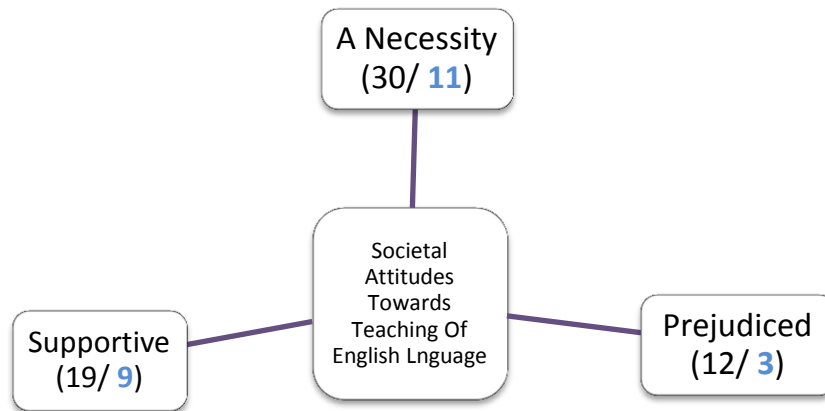 A Necessity
(30/ 11)
Societal
Attitudes
Towards
Teaching Of
English Lnguage
Supportive
(19/ 9)
Prejudiced
(12/ 3)